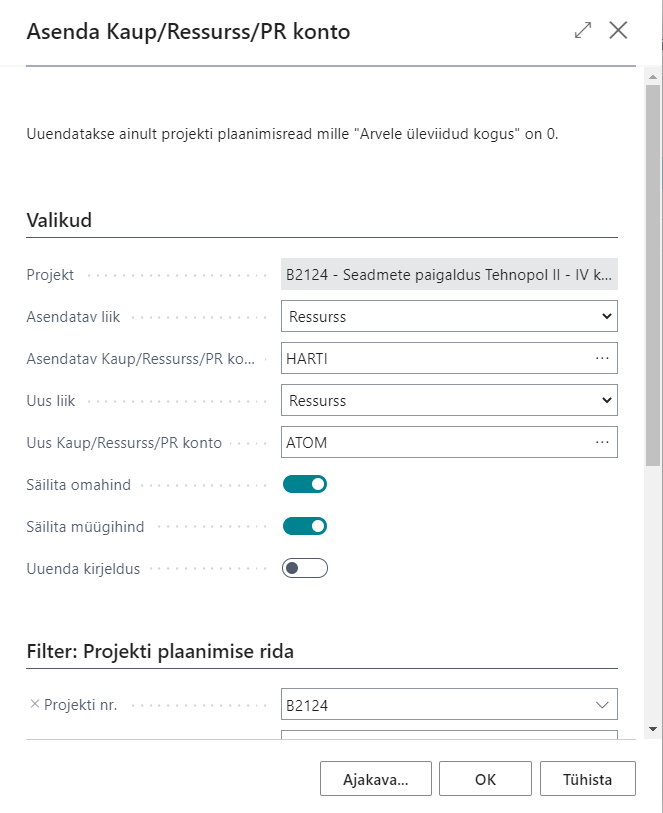 Asenda Kaup/Ressurss/PR konto
Uuendatakse ainult projekti plaanimisread mille "Arvele üleviidud kogus" on 0.
Valikud
Projekt B2124 - Seadmete paigaldus Tehnopol II - IV k...
Asendatav liik Ressurss
Asendatav Kaup/Ressurss/PR ko... HARTI
Uus liik Ressurss
Uus Kaup/Ressurss/PR konto ATOM
Säilita omahind
Säilita müügihind
Uuenda kirjeldus
Filter: Projekti plaanimise rida
Projekti nr. B2124
Ajakava... OK Tühista